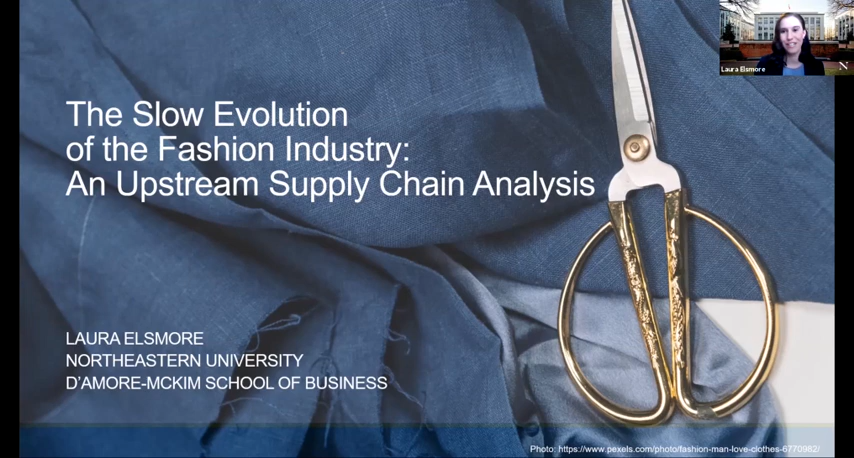 The Slow Evolution
of the Fashion Industry:
An Upstream Supply Chain Analysis
LAURA ELSMORE
NORTHEASTERN UNIVERSITY
D'AMORE-MCKIM SCHOOL OF BUSINESS
Photo: https://www.pexels.com/photo/fashion-man-love-clothes-6770982/
Laura Elsmore
N